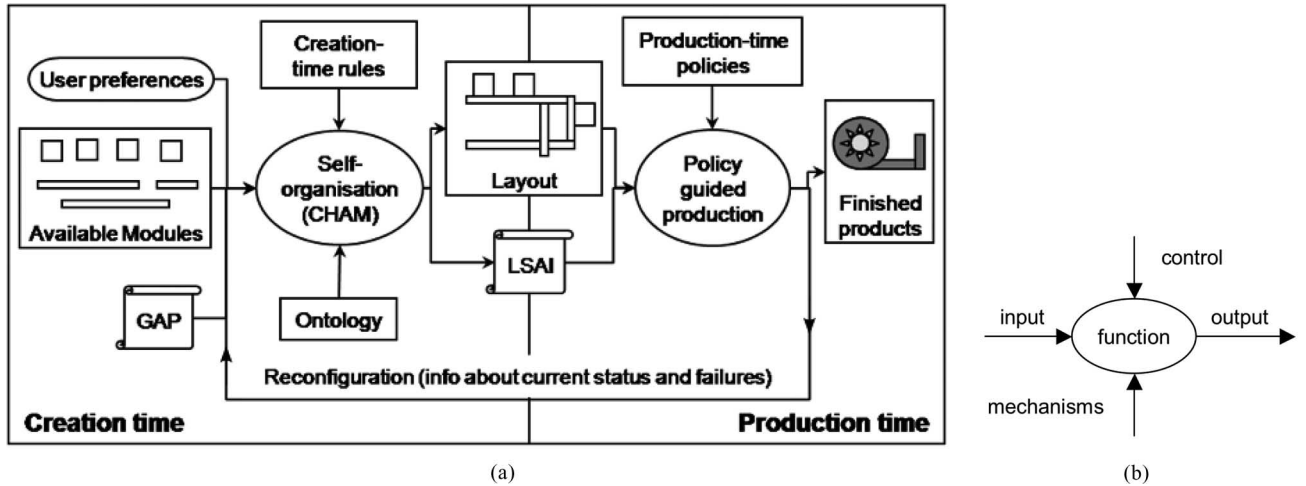 User preferences
Creation-
time rules
Production-time
policies
Available Modules
Self-
organisation
(CHAM)
Layout
Policy
guided
production
Finished
products
GAP
Ontology
LSAI
Reconfiguration (info about current status and failures)
Creation time
Production time
(a)
control
input
function
output
mechanisms
(b)